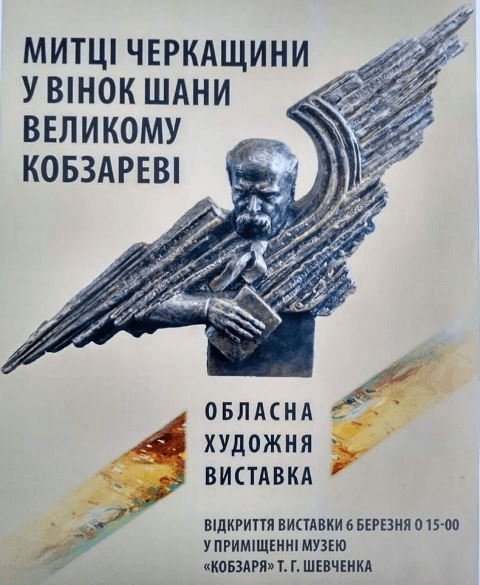 МИТЦІ ЧЕРКАЩИНИ
У ВІНОК ШАНИ
ВЕЛИКОМУ
КОБЗАРЕВІ
ОБЛАСНА
ХУДОЖНЯ
ВИСТАВКА
ВІДКРИТТЯ ВИСТАВКИ 6 БЕРЕЗНЯ О 15-00
У ПРИМІЩЕННІ МУЗЕЮ
«КОБЗАРЯ» Т. Г. ШЕВЧЕНКА